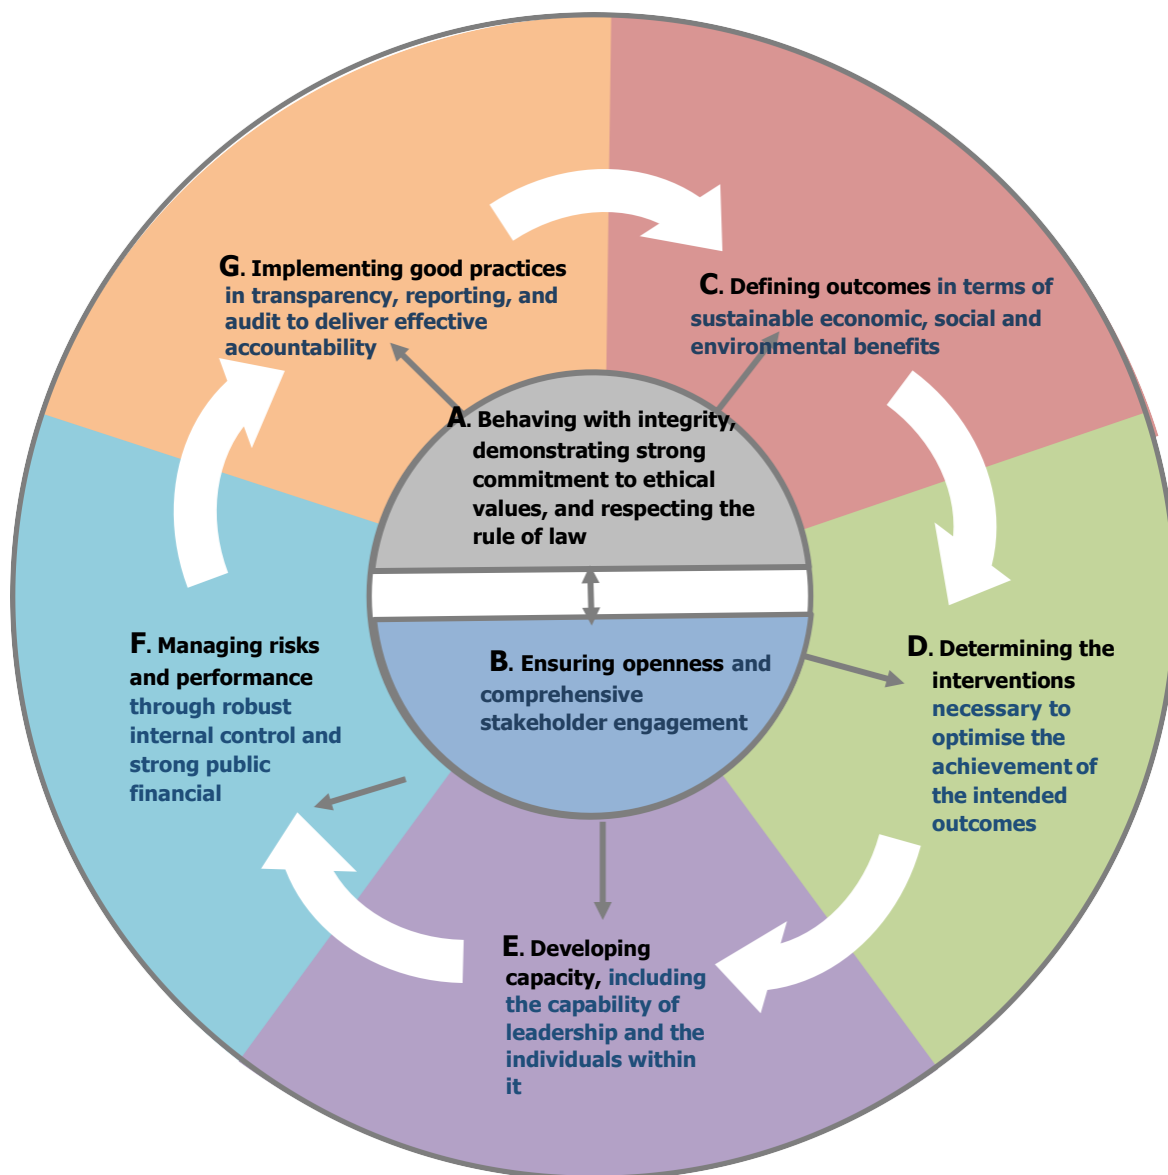 G. Implementing good practices
in transparency, reporting, and
audit to deliver effective
accountability
C. Defining outcomes in terms of
sustainable economic, social and
environmental benefits
A. Behaving with integrity,
demonstrating strong
commitment to ethical
values, and respecting the
rule of law
B. Ensuring openness and
comprehensive
stakeholder engagement
D. Determining the
interventions
necessary to
optimise the
achievement of
the intended
outcomes
E. Developing
capacity, including
the capability of
leadership and the
individuals within
it
F. Managing risks
and performance
through robust
internal control and
strong public
financial